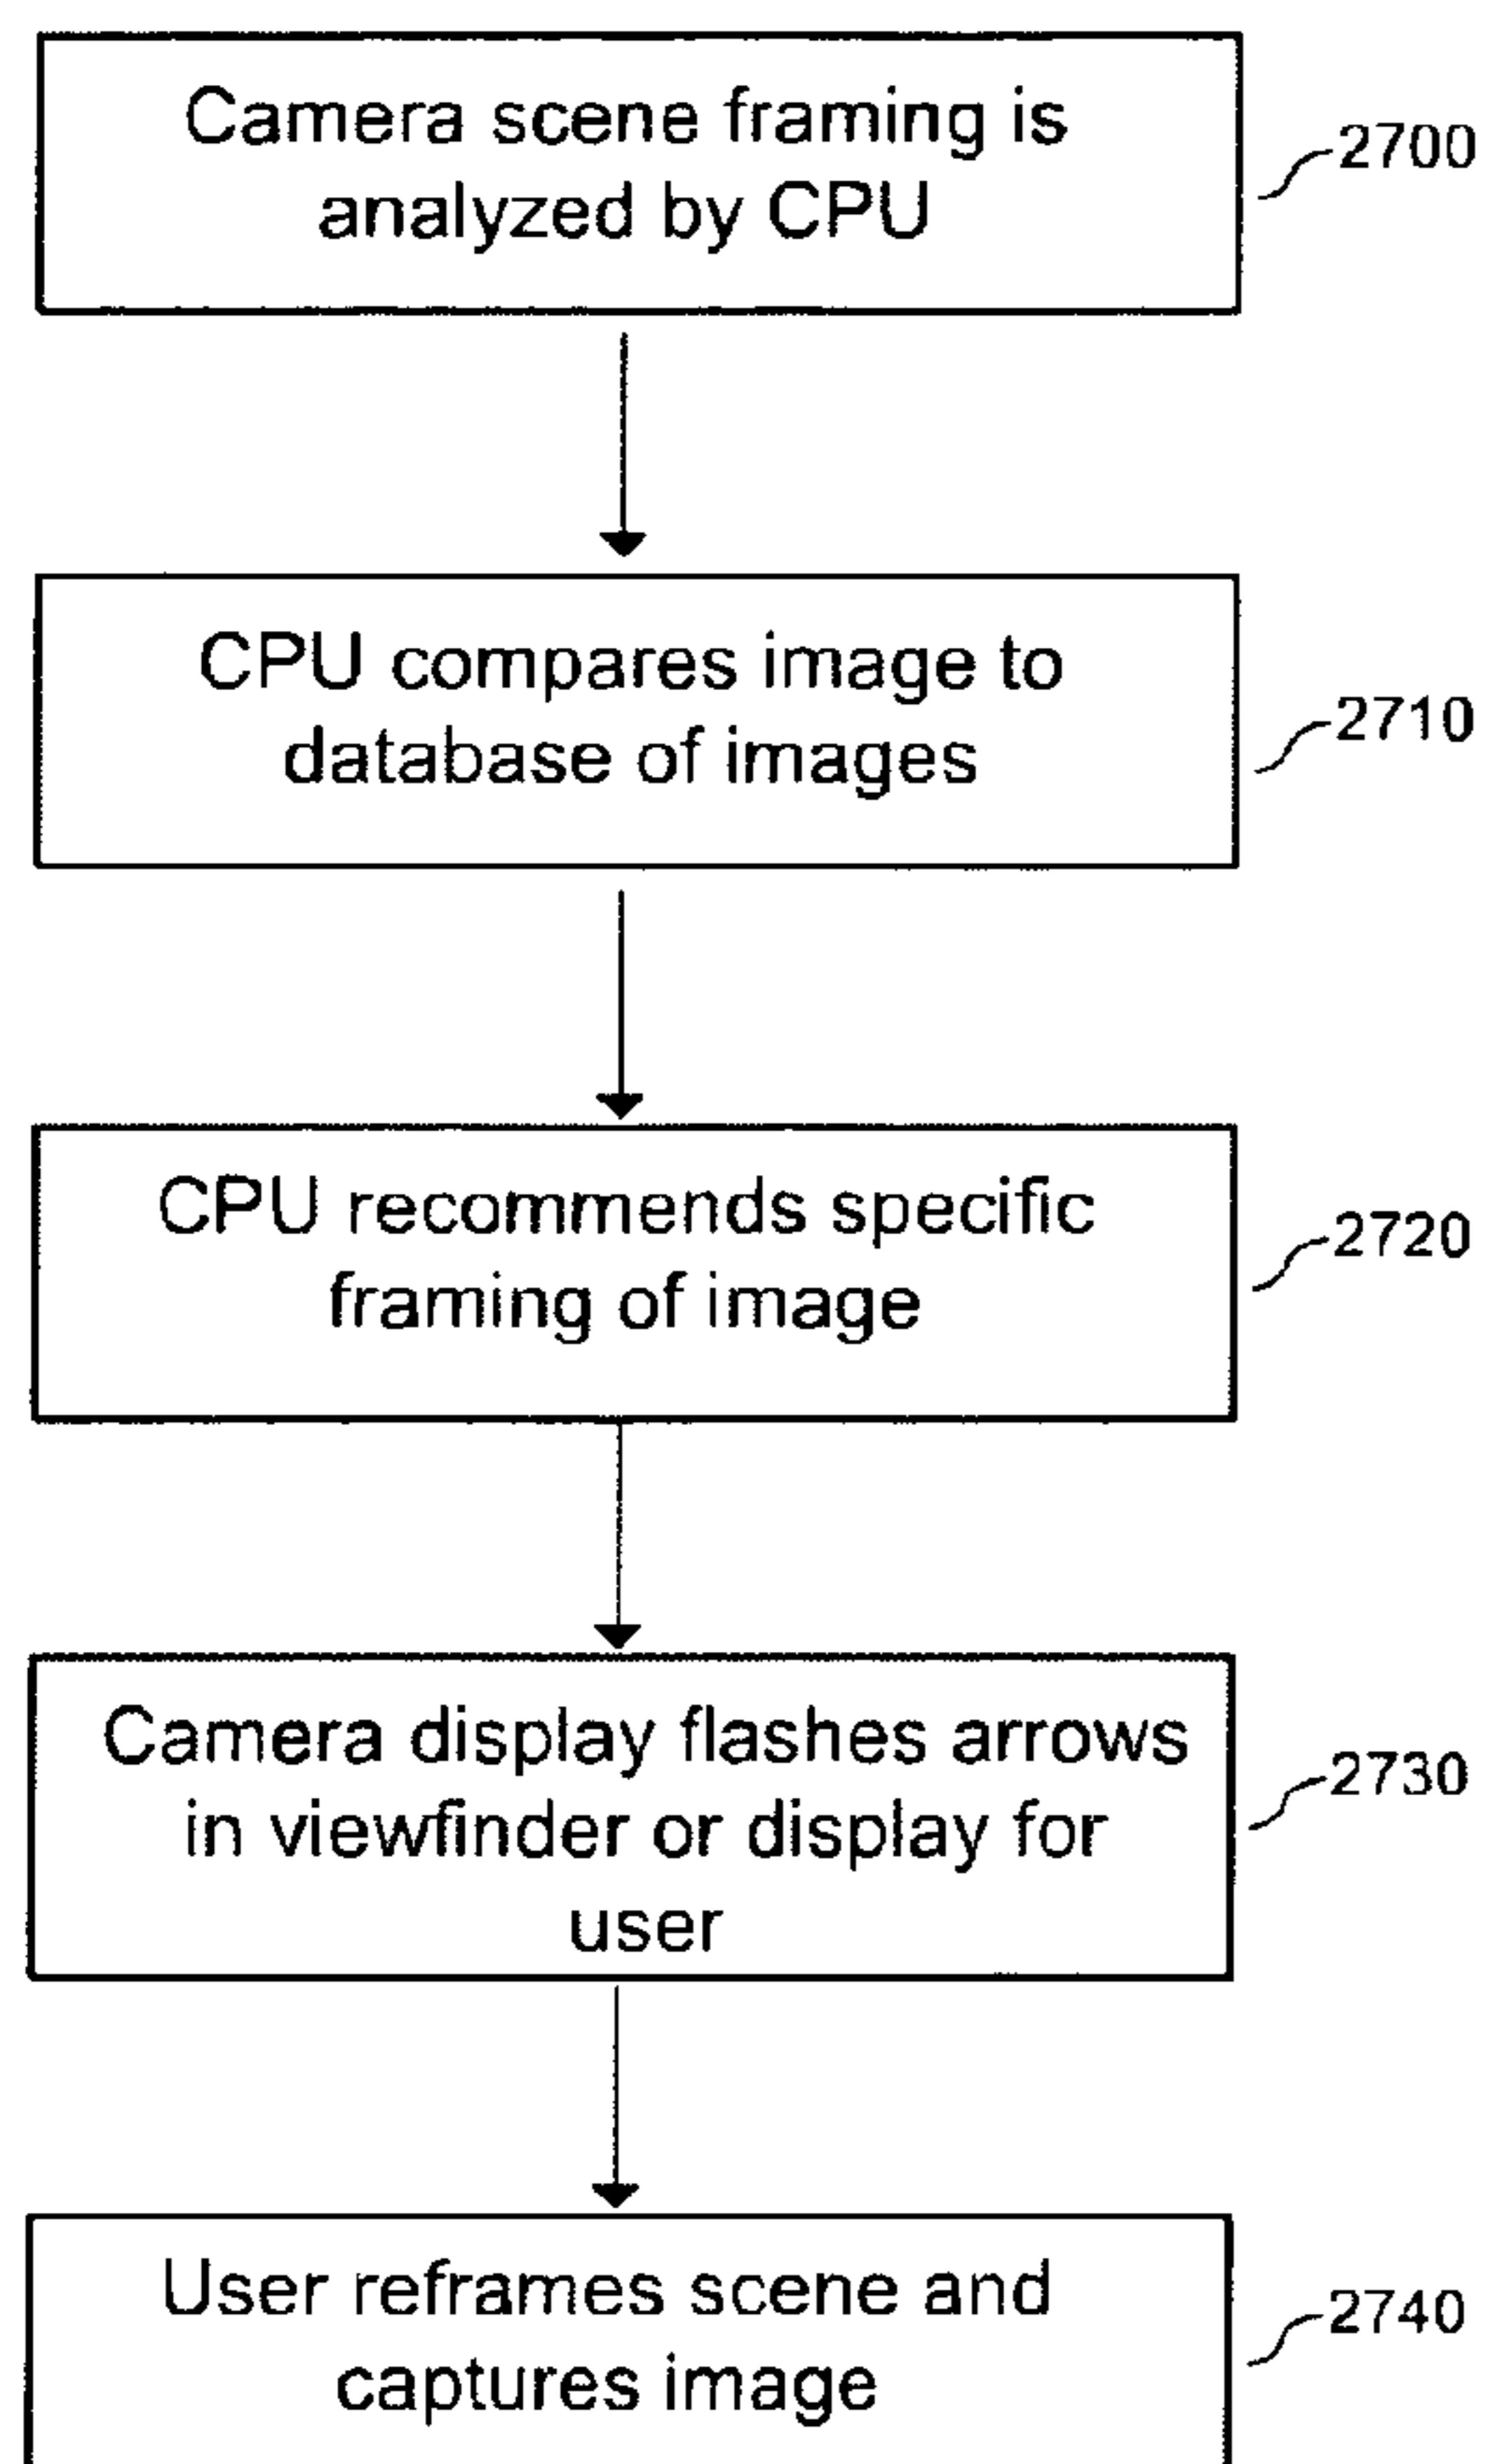 Camera scene framing is
analyzed by CPU
2700
CPU compares image to
database of images
2710
CPU recommends specific
framing of image
2720
Camera display flashes arrows
in viewfinder or display for
user
2730
User reframes scene and
captures image
2740